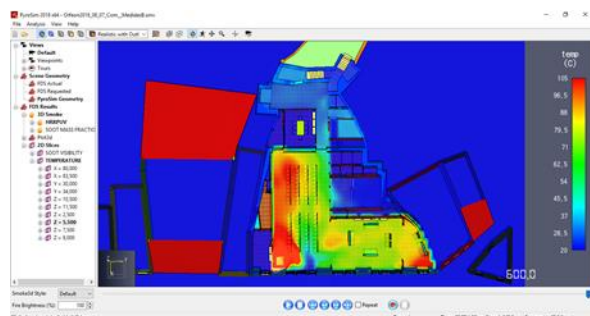 PyroSim 2018 x64 - Orfeon2018_08_07_Com_3MedidasB.smv
File Analysis View Help
Realistic with Outl
Views
Default
Viewpoints
Tours
Scene Geometry
FDS Actual
FDS Requested
PyroSim Geometry
FDS Results
3D Smoke
HRRPUV
SOOT MASS FRACTIO
Plot3d
2D Slices
SOOT VISIBILITY
TEMPERATURE
X = 80,000
X = 83,500
Y = 30,000
Y = 34,000
Z = 10,500
Z = 11,500
Z = 2,500
Z = 5,500
Z = 7,500
Z = 8,000
temp
(C)
105
96.5
88
79.5
71
62.5
54
45.5
37
28.5
20
600.0
Smoke3d Style: Default
Fire Brightness (%): 100
Repeat